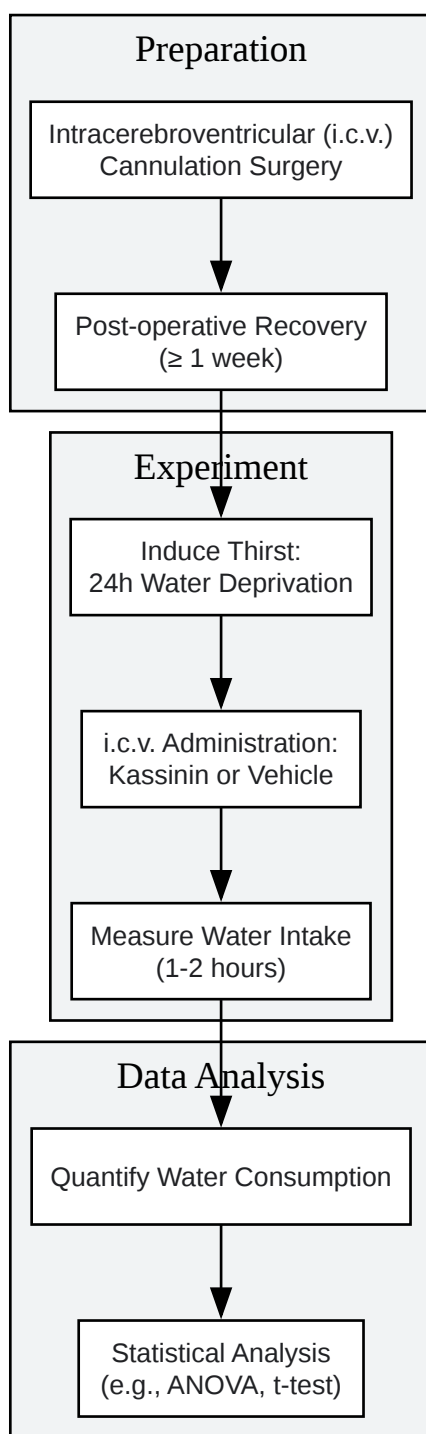 Preparation
Intracerebroventricular (i.c.v.)
Cannulation Surgery
Post-operative Recovery
(≥ 1 week)
Experiment
Induce Thirst:
24h Water Deprivation
i.c.v. Administration:
Kassinin or Vehicle
Measure Water Intake
(1-2 hours)
Data Analysis
Quantify Water Consumption
Statistical Analysis
(e.g., ANOVA, t-test)